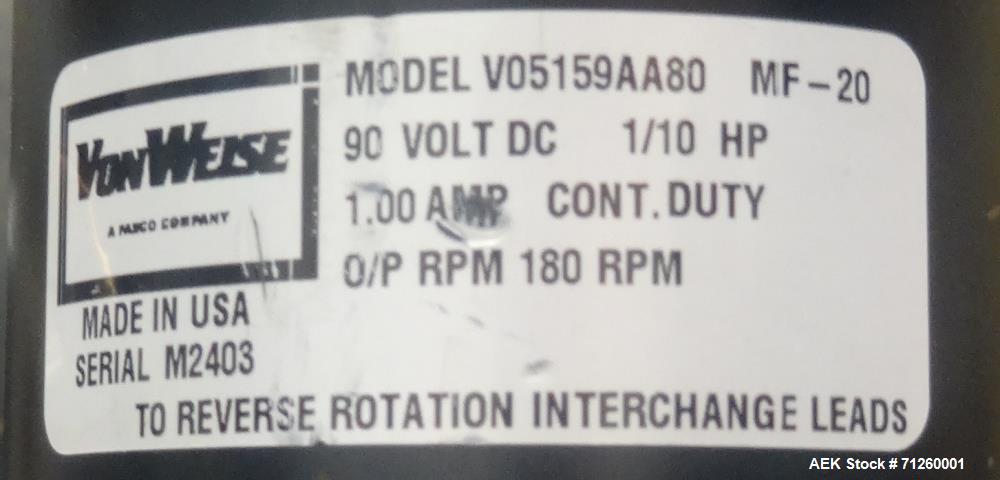 MODEL V05159AA80 MF-20
VONWEISE
90 VOLT DC 1/10 HP
A FASCO COMPANY
1.00 AMP CONT. DUTY
O/P RPM 180 RPM
MADE IN USA
SERIAL M2403
TO REVERSE ROTATION INTERCHANGE LEADS
AEK Stock # 71260001